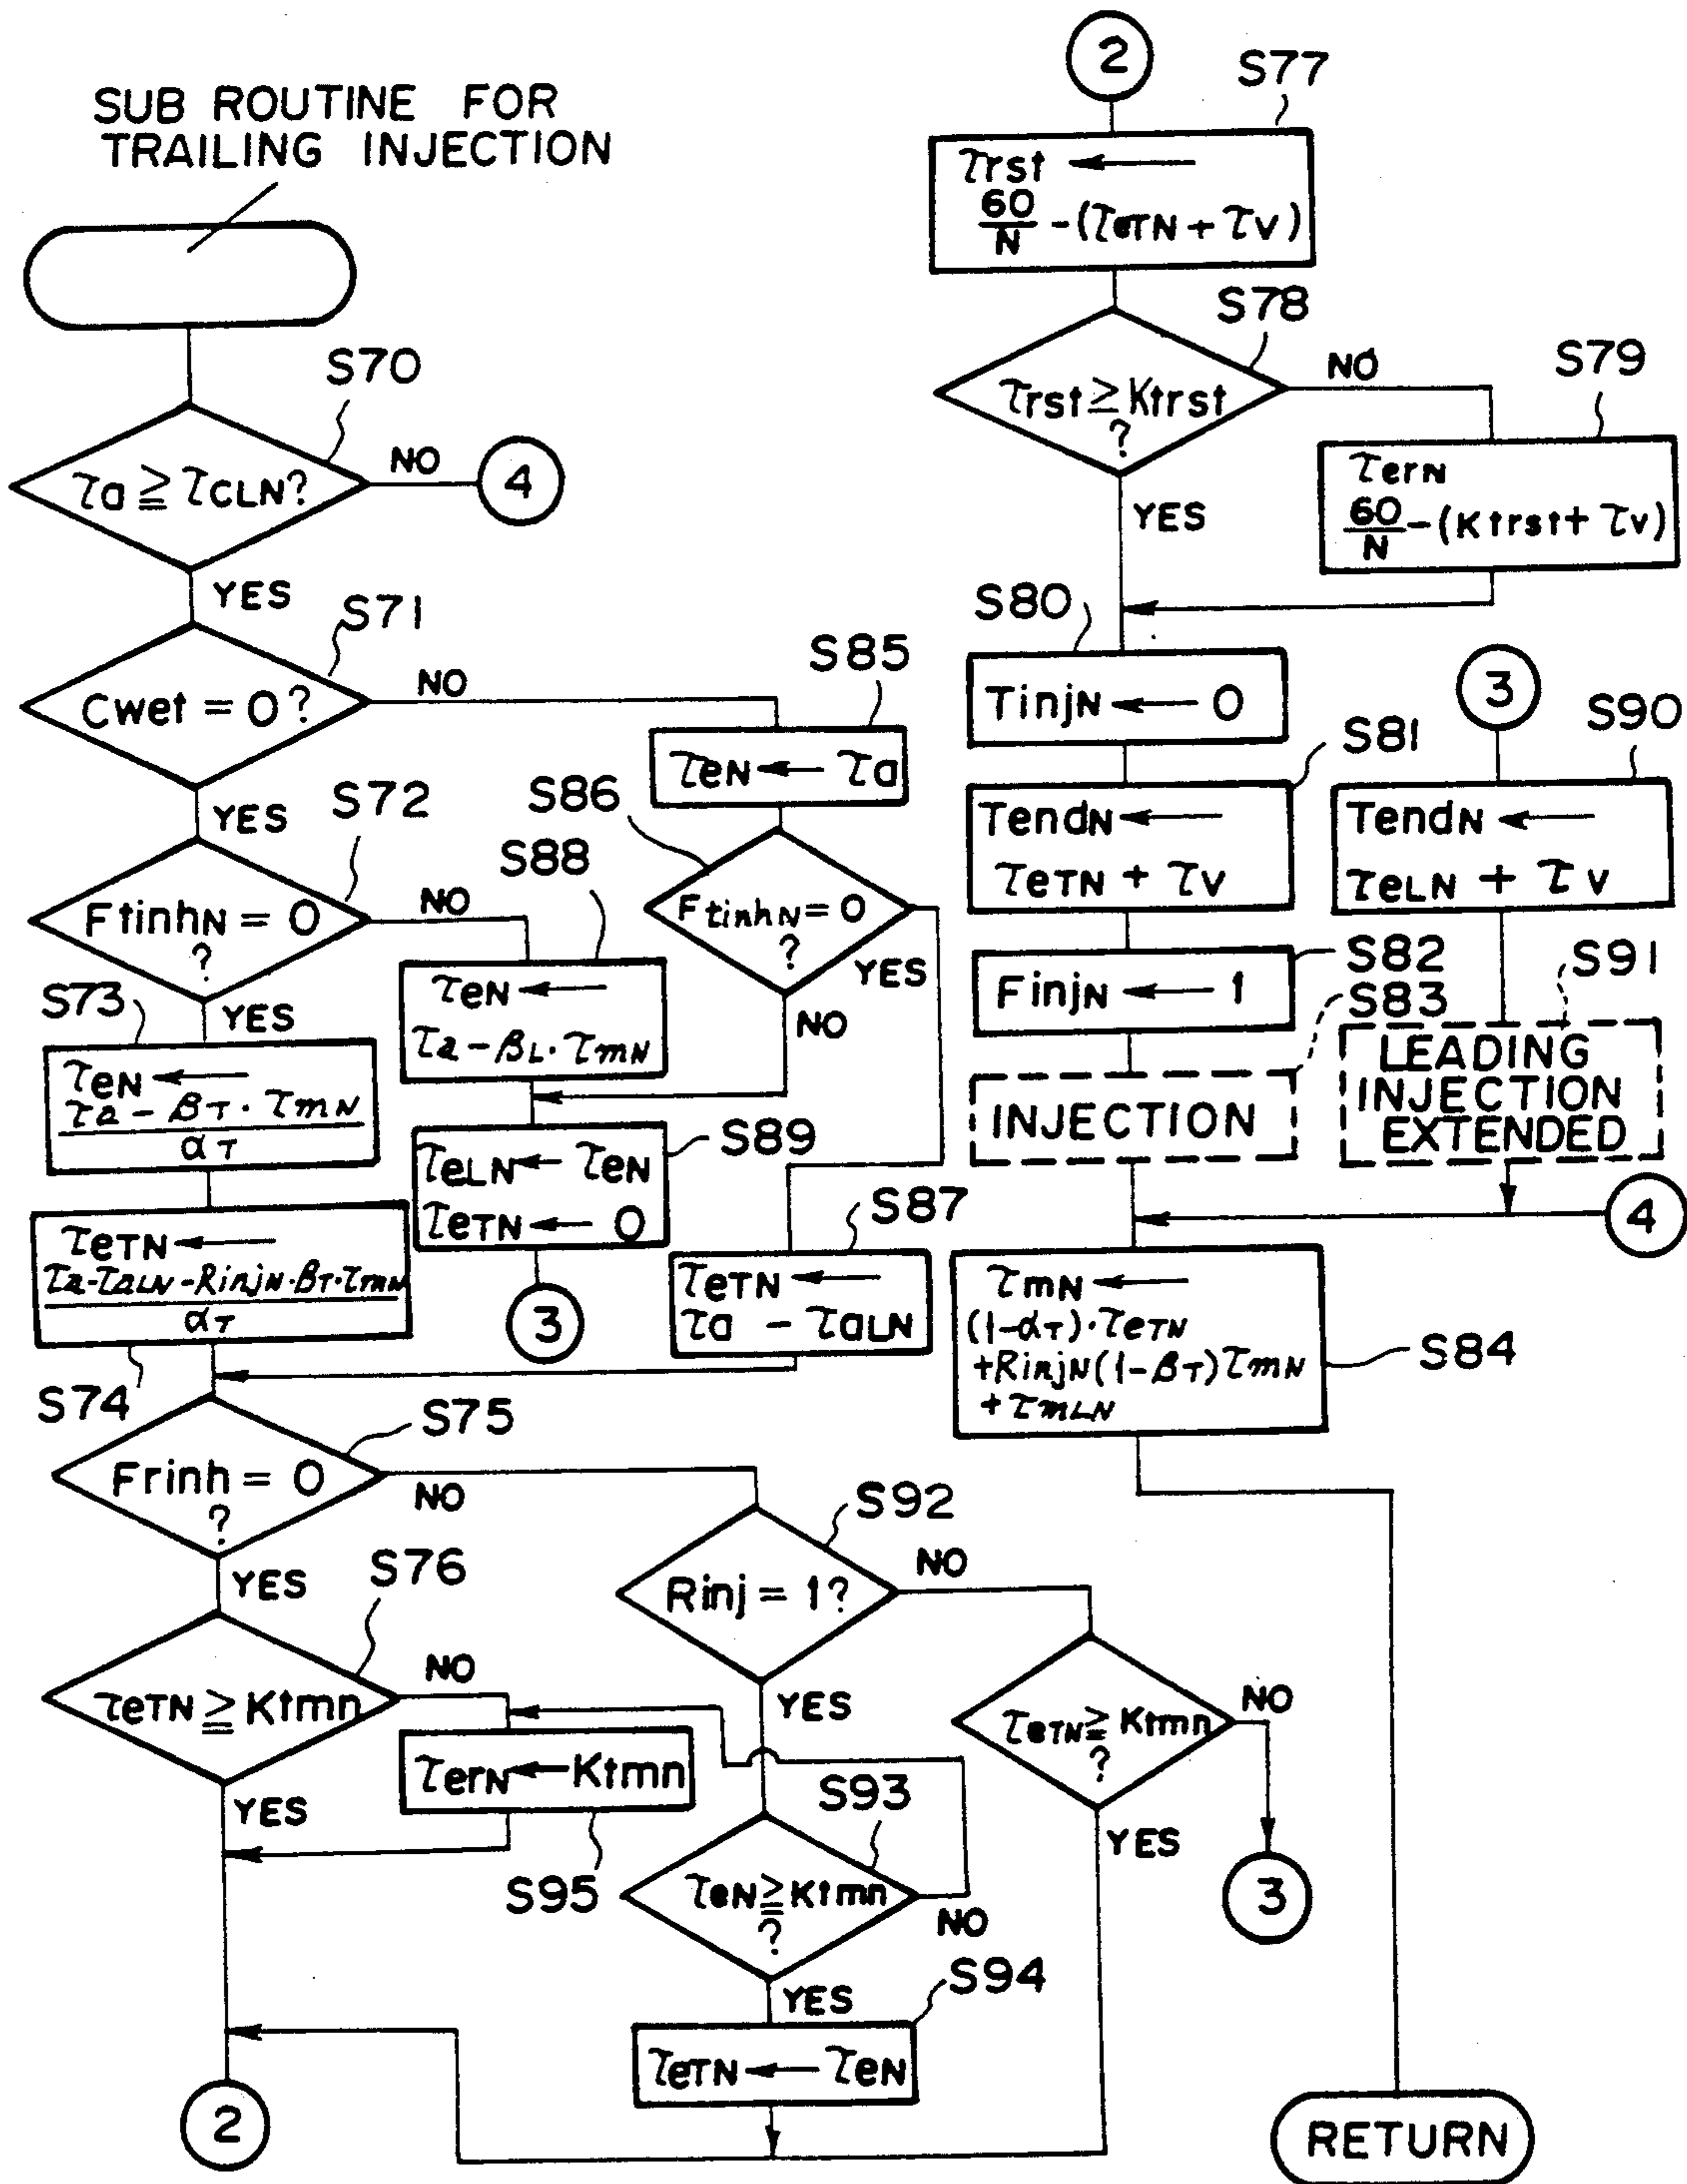 SUB ROUTINE FOR
TRAILING INJECTION
S70
τa ≧ τCLN?
NO
4
YES
S71
Cwet = 0?
NO
YES
S72
FtinhN = 0
?
NO
YES
S73
τeN ←
τa - βT · τmN
αT
τeTN ←
τa - τaLN - RinjN · βT · τmN
αT
S74
S85
τeN ← τa
S86
FtinhN = 0
?
YES
NO
S88
τeN ←
τa - βL · τmN
S89
τeLN ← τeN
τeTN ← 0
3
S87
τeTN ←
τa - τaLN
S75
Frinh = 0
?
NO
YES
S76
τeTN ≧ Ktmn
NO
YES
τerN ← Ktmn
S95
S92
Rinj = 1?
NO
YES
S93
τeN ≧ Ktmn
?
NO
YES
S94
τeTN ← τeN
τeTN ≧ Ktmn
?
NO
YES
3
2
2
S77
τrst ←
60
N
- (τeTN + τV)
S78
τrst ≧ Ktrst
?
NO
YES
S79
τerN
60
N
- (Ktrst + τV)
S80
TinjN ← 0
S81
TendN ←
τeTN + τV
S82
FinjN ← 1
S83
INJECTION
3
S90
TendN ←
τeLN + τV
S91
LEADING
INJECTION
EXTENDED
4
τmN ←
(1-αT) · τeTN
+RinjN(1-βT)τmN
+τmLN
S84
RETURN